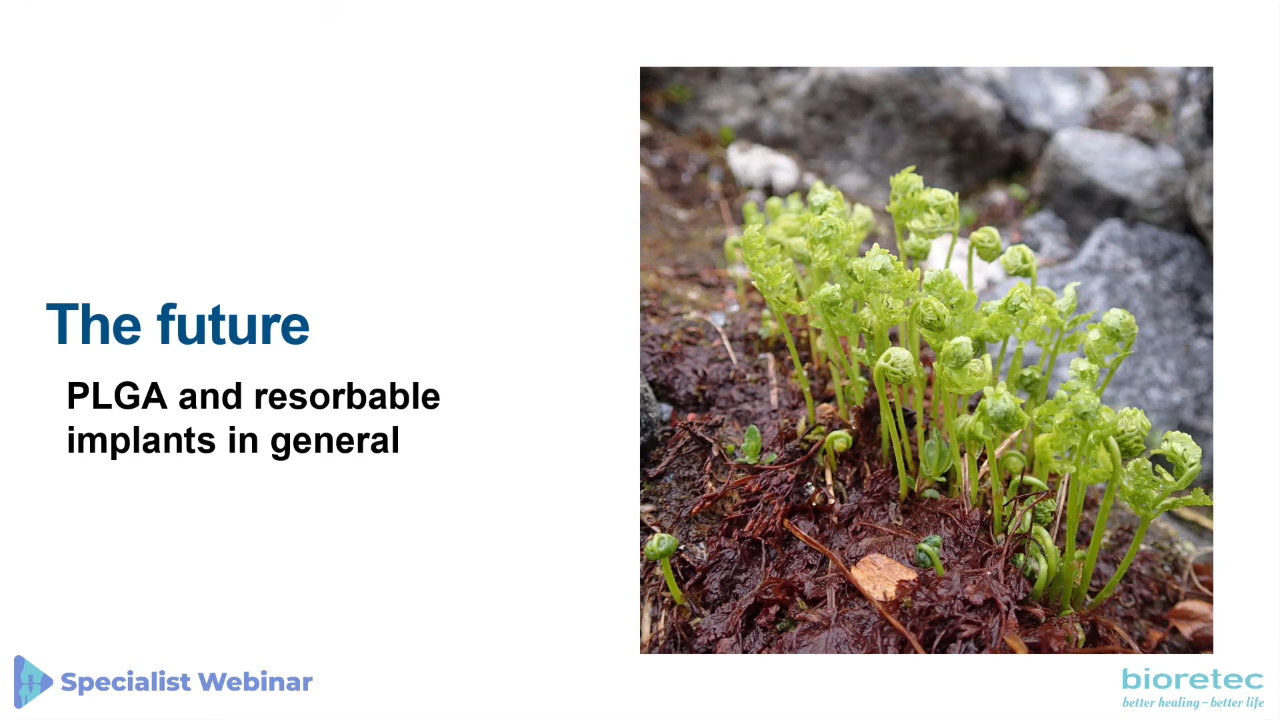 The future
PLGA and resorbable
implants in general
Specialist Webinar
bioretec
better healing – better life